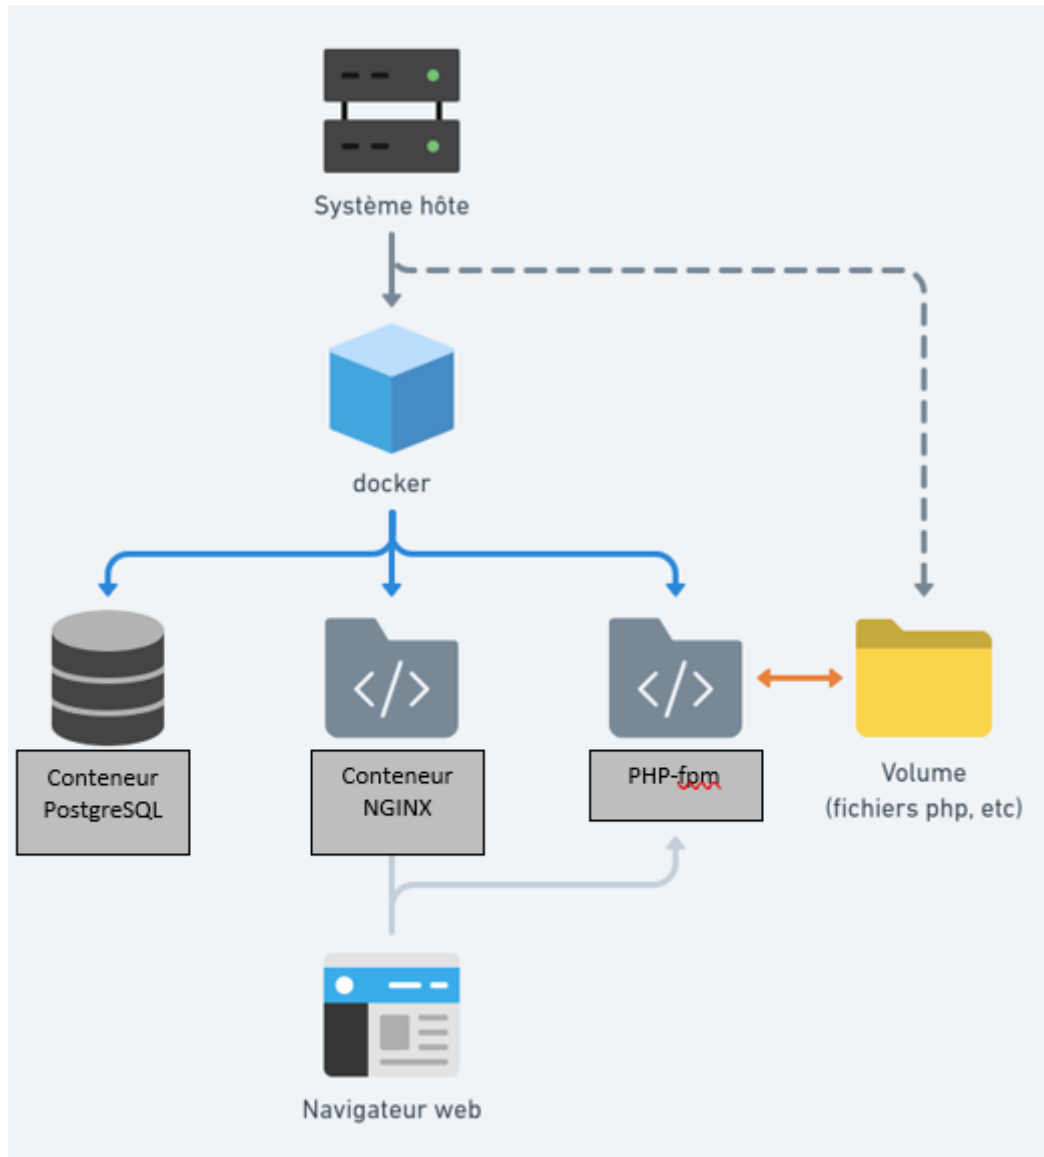 Système hôte
docker
Conteneur
PostgreSQL
Conteneur
NGINX
PHP-fpm
Volume
(fichiers php, etc)
Navigateur web